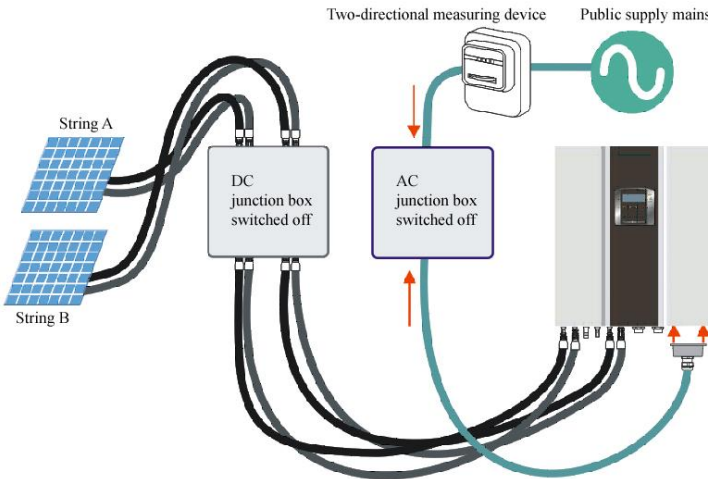 Two-directional measuring device
Public supply mains
String A
DC
junction box
switched off
AC
junction box
switched off
String B